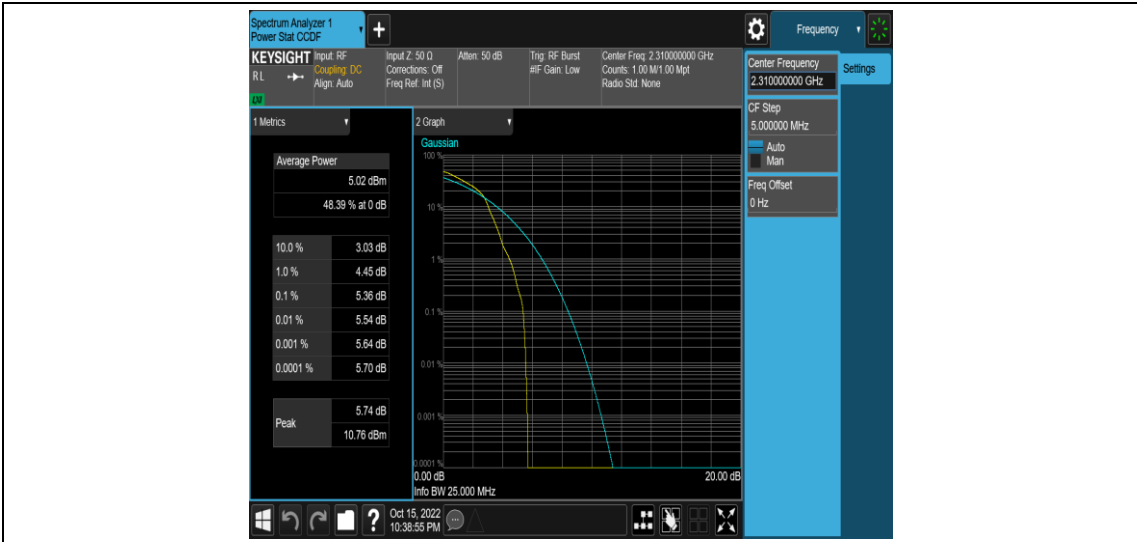 Spectrum Analyzer 1
Power Stat CCDF
+
Frequency
KEYSIGHT
RL
LXI
Input: RF
Coupling: DC
Align: Auto
Input Z: 50 Ω
Corrections: Off
Freq Ref: Int (S)
Atten: 50 dB
Trig: RF Burst
#IF Gain: Low
Center Freq: 2.310000000 GHz
Counts: 1.00 M/1.00 Mpt
Radio Std: None
Center Frequency
2.310000000 GHz
Settings
CF Step
5.000000 MHz
Auto
Man
Freq Offset
0 Hz
1 Metrics
Average Power
5.02 dBm
48.39 % at 0 dB
10.0 % 3.03 dB
1.0 % 4.45 dB
0.1 % 5.36 dB
0.01 % 5.54 dB
0.001 % 5.64 dB
0.0001 % 5.70 dB
Peak
5.74 dB
10.76 dBm
2 Graph
Gaussian
100 %
10 %
1 %
0.1 %
0.01 %
0.001 %
0.0001 %
0.00 dB 20.00 dB
Info BW 25.000 MHz
?
Oct 15, 2022
10:38:55 PM